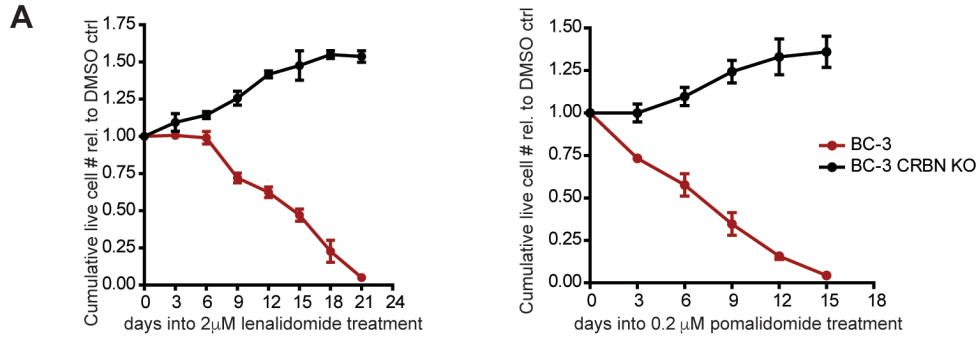 A
Cumulative live cell # rel. to DMSO ctrl
1.75
1.50
1.25
1.00
0.75
0.50
0.25
0.00
0 3 6 9 12 15 18 21 24
days into 2μM lenalidomide treatment
Cumulative live cell # rel. to DMSO ctrl
1.50
1.25
1.00
0.75
0.50
0.25
0.00
0 3 6 9 12 15 18
days into 0.2 μM pomalidomide treatment
BC-3
BC-3 CRBN KO